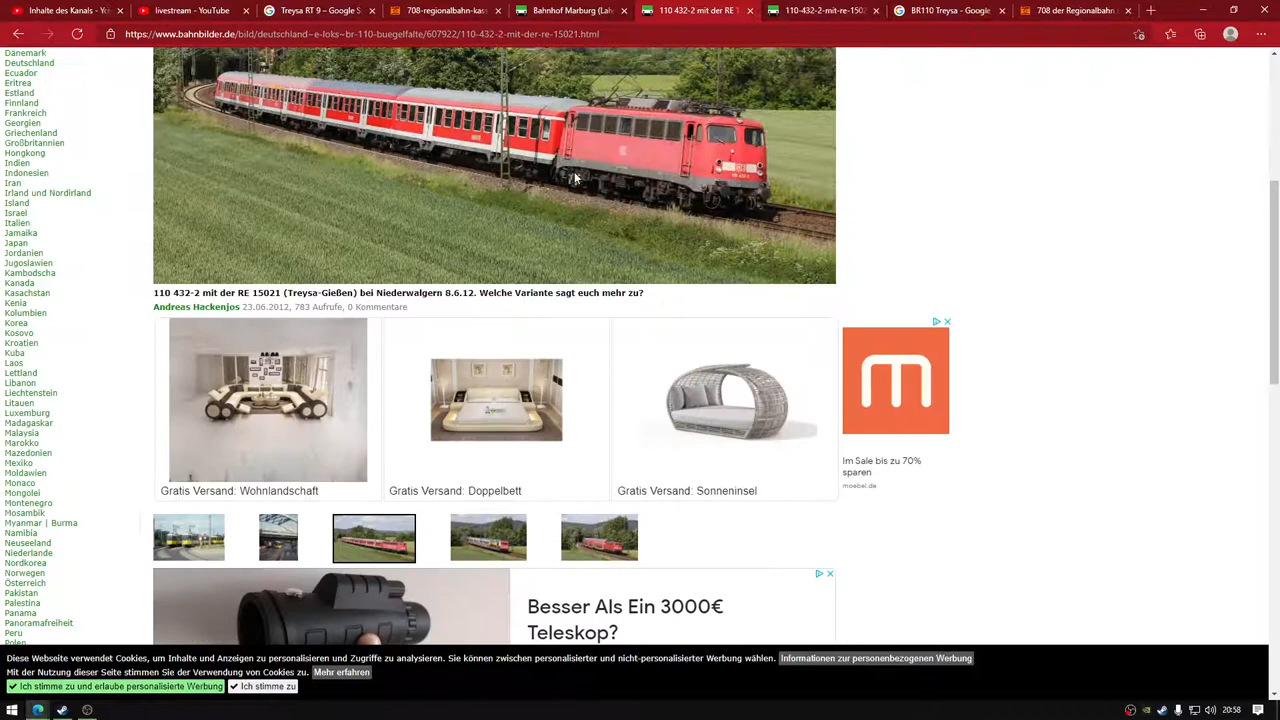 Inhalte des Kanals - Yo
livestream - YouTube
Treysa RT 9 – Google S
708-regionalbahn-kass
Bahnhof Marburg (Lah
110 432-2 mit der RE 1
110-432-2-mit-re-1502
BR110 Treysa - Google
708 der Regionalbahn
https://www.bahnbilder.de/bild/deutschland~e-loks~br-110-buegelfalte/607922/110-432-2-mit-der-re-15021.html
Dänemark
Deutschland
Ecuador
Eritrea
Estland
Finnland
Frankreich
Georgien
Griechenland
Großbritannien
Hongkong
Indien
Indonesien
Iran
Irland und Nordirland
Island
Israel
Italien
Jamaika
Japan
Jordanien
Jugoslawien
Kambodscha
Kanada
Kasachstan
Kenia
Kolumbien
Korea
Kosovo
Kroatien
Kuba
Laos
Lettland
Libanon
Liechtenstein
Litauen
Luxemburg
Madagaskar
Malaysia
Marokko
Mazedonien
Mexiko
Moldawien
Monaco
Mongolei
Montenegro
Mosambik
Myanmar | Burma
Namibia
Neuseeland
Niederlande
Nordkorea
Norwegen
Österreich
Pakistan
Palestina
Panama
Panoramafreiheit
Peru
Polen
110 432-2 mit der RE 15021 (Treysa-Gießen) bei Niederwalgern 8.6.12. Welche Variante sagt euch mehr zu?
Andreas Hackenjos 23.06.2012, 783 Aufrufe, 0 Kommentare
Gratis Versand: Wohnlandschaft
Gratis Versand: Doppelbett
Gratis Versand: Sonneninsel
Im Sale bis zu 70%
sparen
moebel.de
Besser Als Ein 3000€
Teleskop?
Diese Webseite verwendet Cookies, um Inhalte und Anzeigen zu personalisieren und Zugriffe zu analysieren. Sie können zwischen personalisierter und nicht-personalisierter Werbung wählen. Informationen zur personenbezogenen Werbung
Mit der Nutzung dieser Seite stimmen Sie der Verwendung von Cookies zu. Mehr erfahren
✔ Ich stimme zu und erlaube personalisierte Werbung ✔ Ich stimme zu
20:58